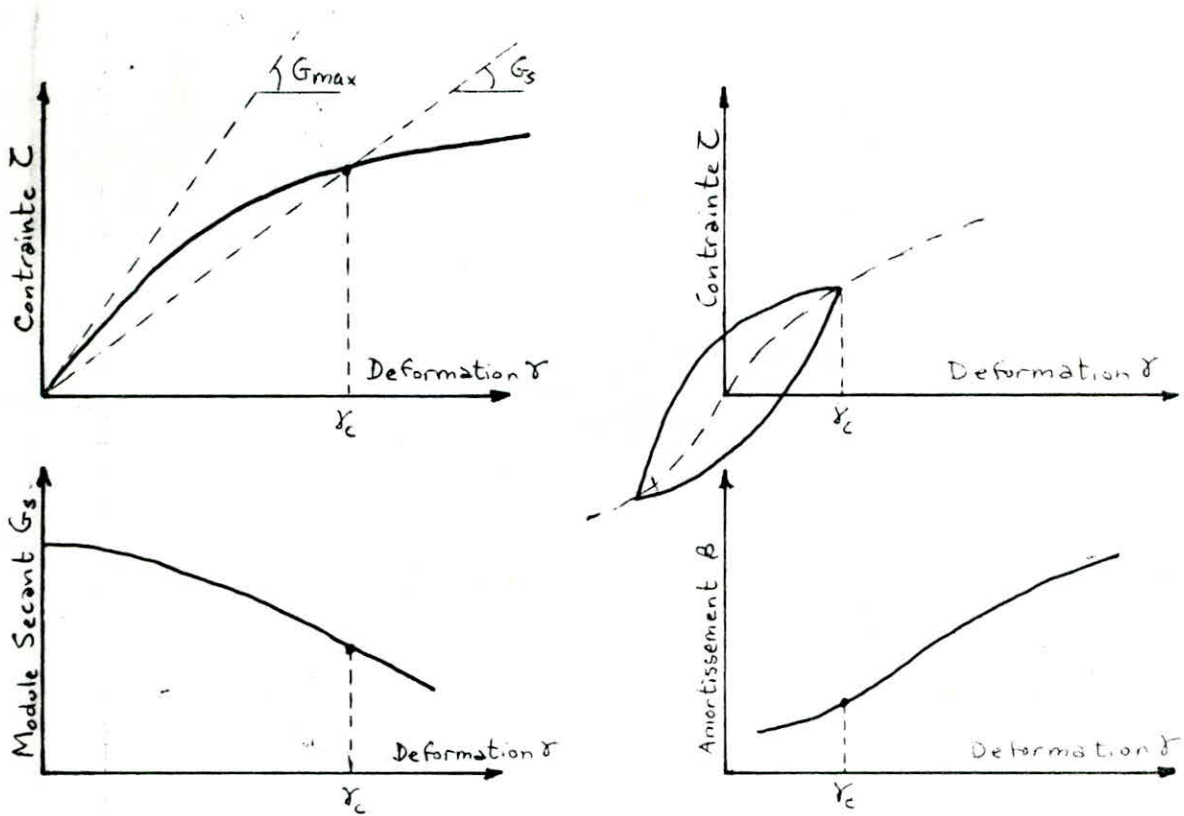 Gmax
Gs
Contrainte τ
Deformation γ
γc
Contrainte τ
Deformation γ
γc
Module Secant Gs
Deformation γ
γc
Amortissement β
Deformation γ
γc